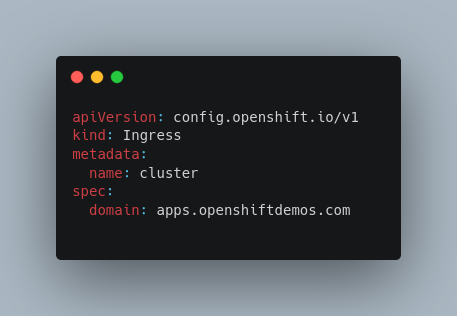 apiVersion: config.openshift.io/v1
kind: Ingress
metadata:
  name: cluster
spec:
  domain: apps.openshiftdemos.com